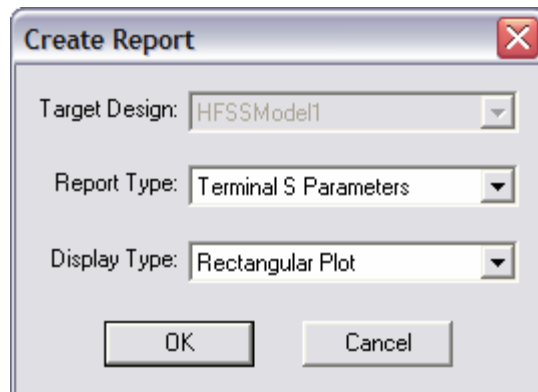 Create Report
Target Design: HFSSModel1
Report Type: Terminal S Parameters
Display Type: Rectangular Plot
OK Cancel